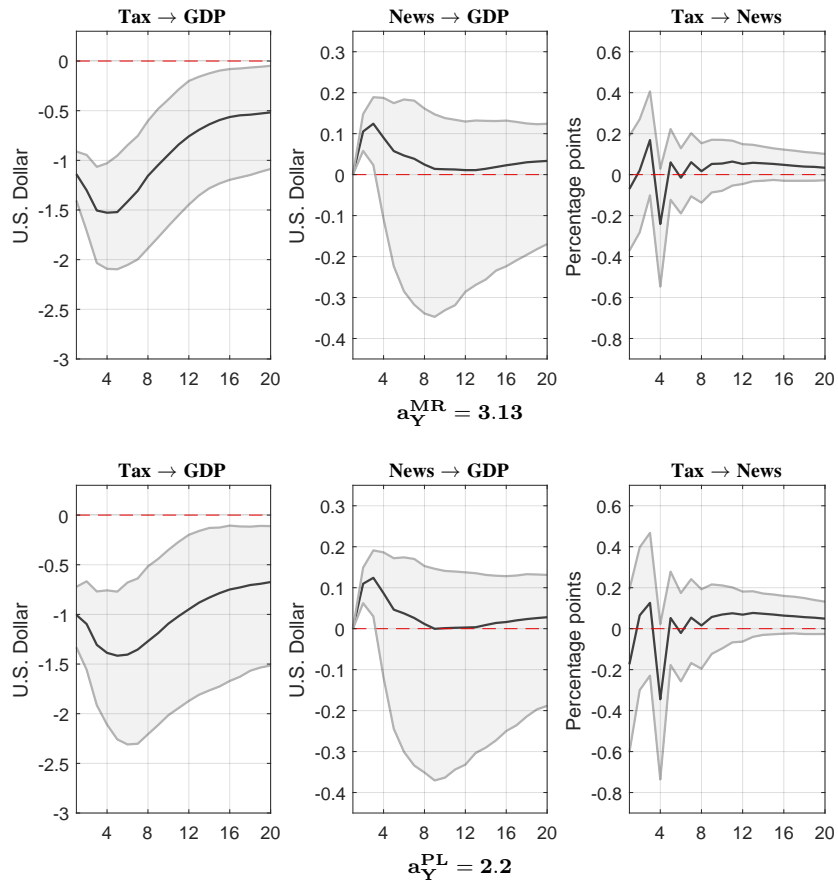 Tax → GDP
News → GDP
Tax → News
U.S. Dollar
0
-0.5
-1
-1.5
-2
-2.5
-3
4 8 12 16 20
U.S. Dollar
0.3
0.2
0.1
0
-0.1
-0.2
-0.3
-0.4
4 8 12 16 20
Percentage points
0.6
0.4
0.2
0
-0.2
-0.4
-0.6
-0.8
4 8 12 16 20
a_Y^MR = 3.13
Tax → GDP
News → GDP
Tax → News
U.S. Dollar
0
-0.5
-1
-1.5
-2
-2.5
-3
4 8 12 16 20
U.S. Dollar
0.3
0.2
0.1
0
-0.1
-0.2
-0.3
-0.4
4 8 12 16 20
Percentage points
0.6
0.4
0.2
0
-0.2
-0.4
-0.6
-0.8
4 8 12 16 20
a_Y^PL = 2.2